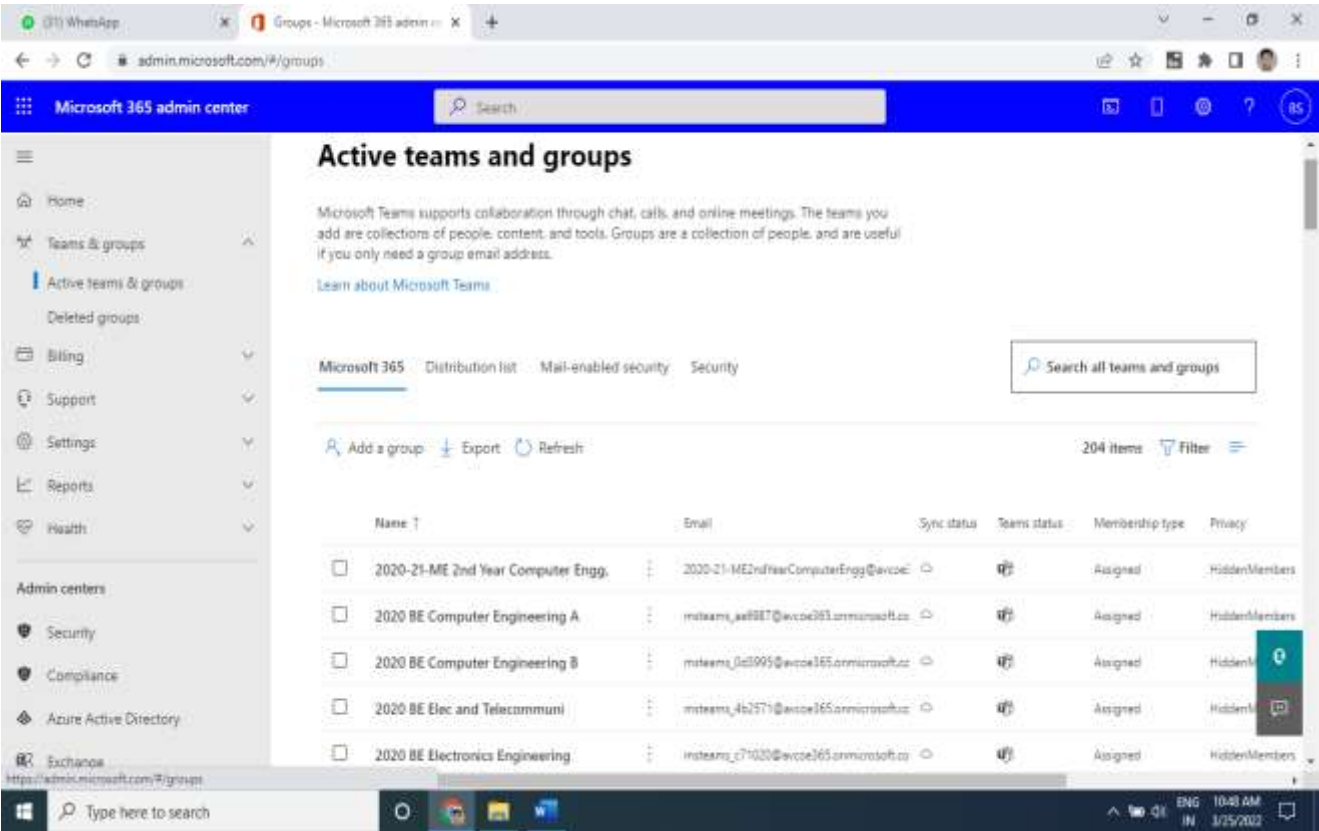 (31) WhatsApp
Groups - Microsoft 365 admin
admin.microsoft.com/#/groups
Microsoft 365 admin center
Search
BS
Active teams and groups
Microsoft Teams supports collaboration through chat, calls, and online meetings. The teams you
add are collections of people, content, and tools. Groups are a collection of people, and are useful
if you only need a group email address.
Learn about Microsoft Teams
Home
Teams & groups
Active teams & groups
Deleted groups
Billing
Support
Settings
Reports
Health
Admin centers
Security
Compliance
Azure Active Directory
Exchange
Microsoft 365 Distribution list Mail-enabled security Security
Search all teams and groups
Add a group Export Refresh
204 items Filter
Name ↑ Email Sync status Teams status Membership type Privacy
2020-21-ME 2nd Year Computer Engg. Assigned HiddenMembers
2020 BE Computer Engineering A Assigned HiddenMembers
2020 BE Computer Engineering B Assigned HiddenM
2020 BE Elec and Telecommuni Assigned HiddenM
2020 BE Electronics Engineering Assigned HiddenMembers
https://admin.microsoft.com/#/groups
Type here to search
ENG 10:48 AM
IN 3/25/2022